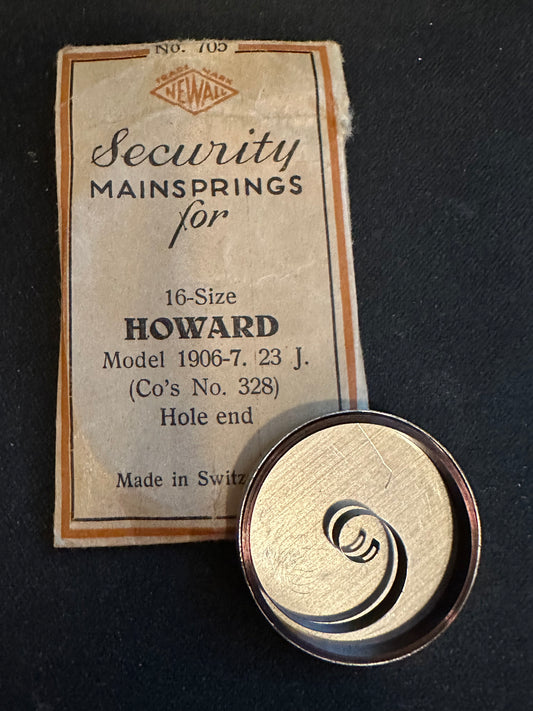 No. 705
TRADE MARK
NEWALL
Security
MAINSPRINGS
for
16-Size
HOWARD
Model 1906-7. 23 J.
(Co's No. 328)
Hole end
Made in Switz